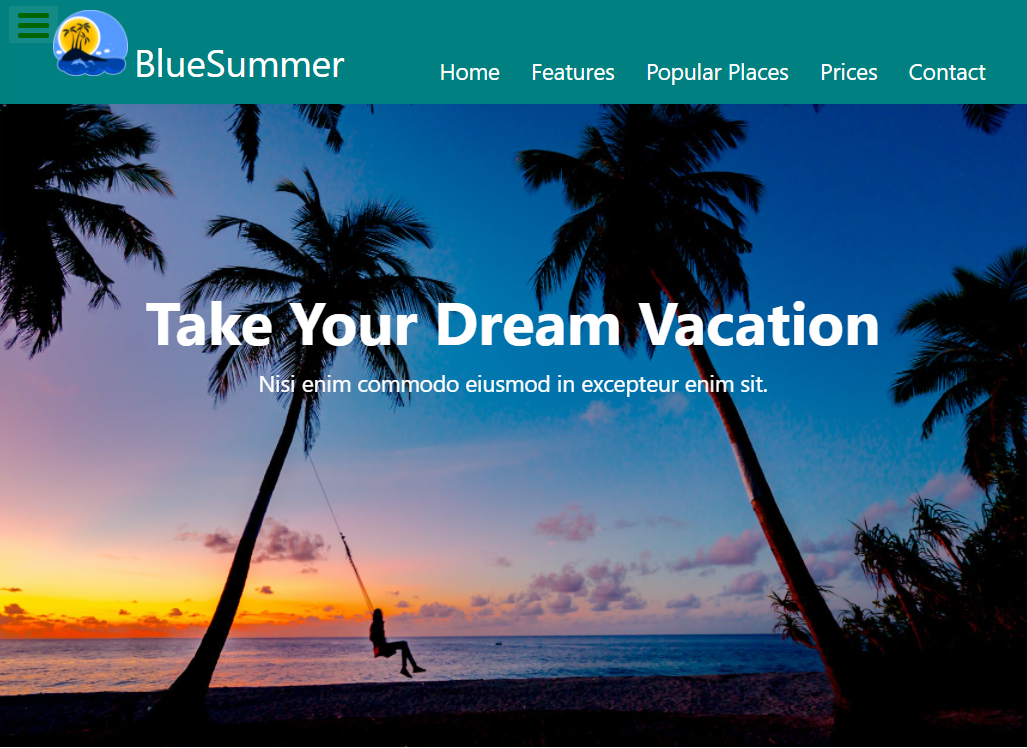 BlueSummer
Home Features Popular Places Prices Contact
Take Your Dream Vacation
Nisi enim commodo eiusmod in excepteur enim sit.